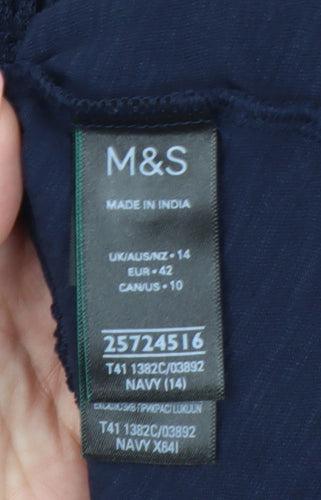 M&S
MADE IN INDIA
UK/AUS/NZ • 14
EUR • 42
CAN/US • 10
25724516
T41 1382C/03892
NAVY (14)
T41 1382C/03892
NAVY X84I